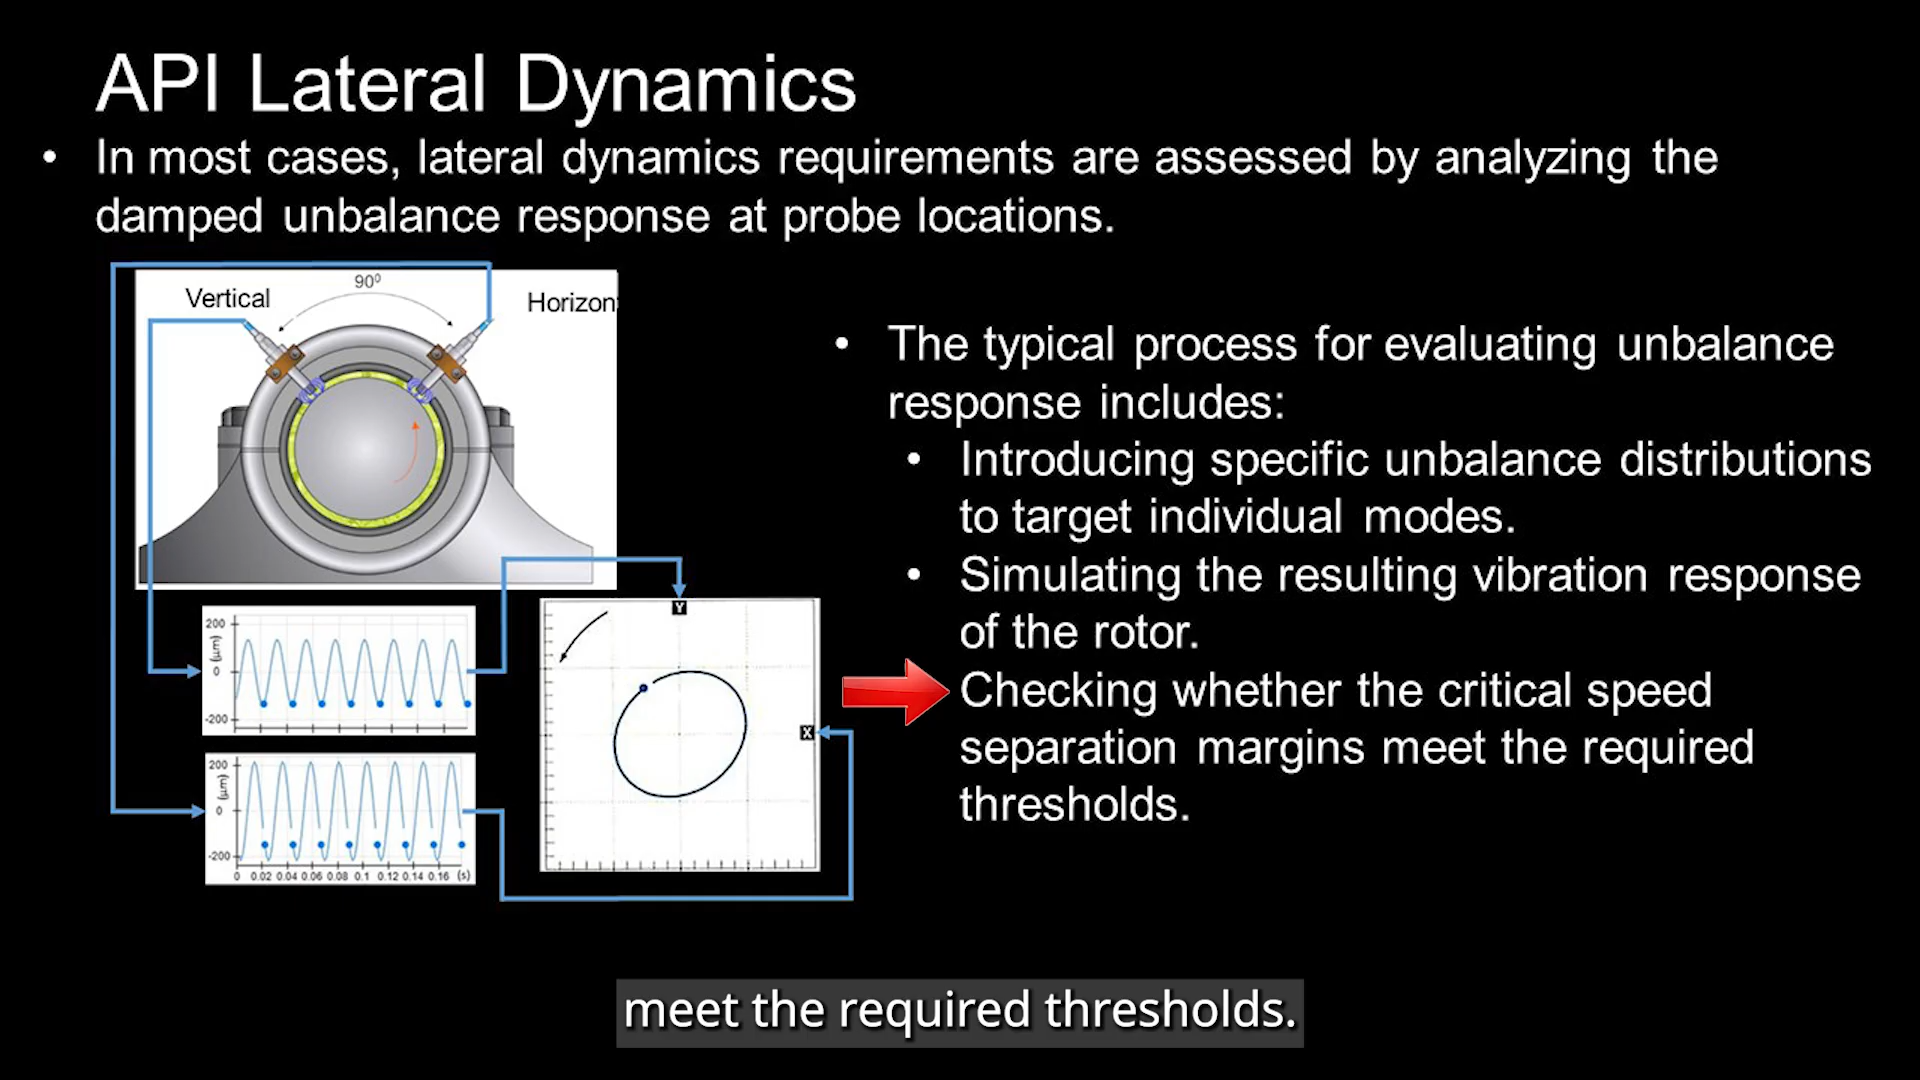 API Lateral Dynamics
• In most cases, lateral dynamics requirements are assessed by analyzing the
damped unbalance response at probe locations.
90⁰
Vertical
Horizon
• The typical process for evaluating unbalance
response includes:
• Introducing specific unbalance distributions
to target individual modes.
• Simulating the resulting vibration response
of the rotor.
Checking whether the critical speed
separation margins meet the required
thresholds.
Y
X
200
(μm)
0
-200
200
(μm)
0
-200
0 0.02 0.04 0.06 0.08 0.1 0.12 0.14 0.16 (s)
meet the required thresholds.